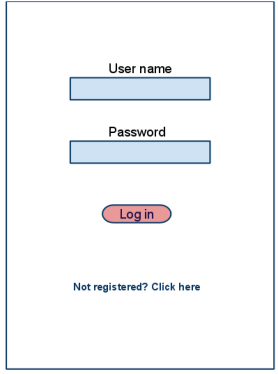 User name
Password
Log in
Not registered? Click here